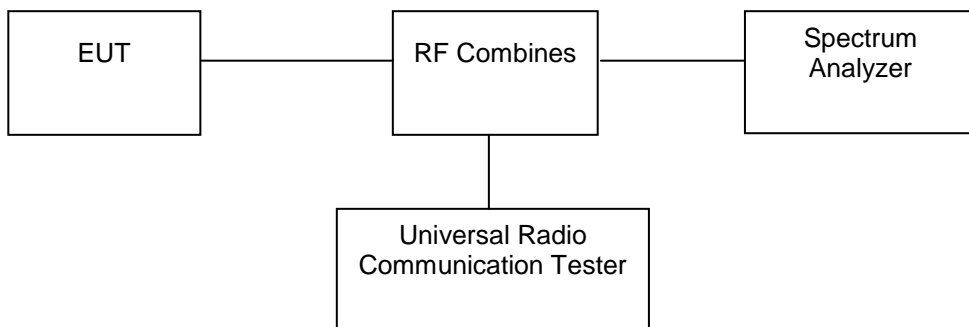 EUT
RF Combines
Spectrum
Analyzer
Universal Radio
Communication Tester